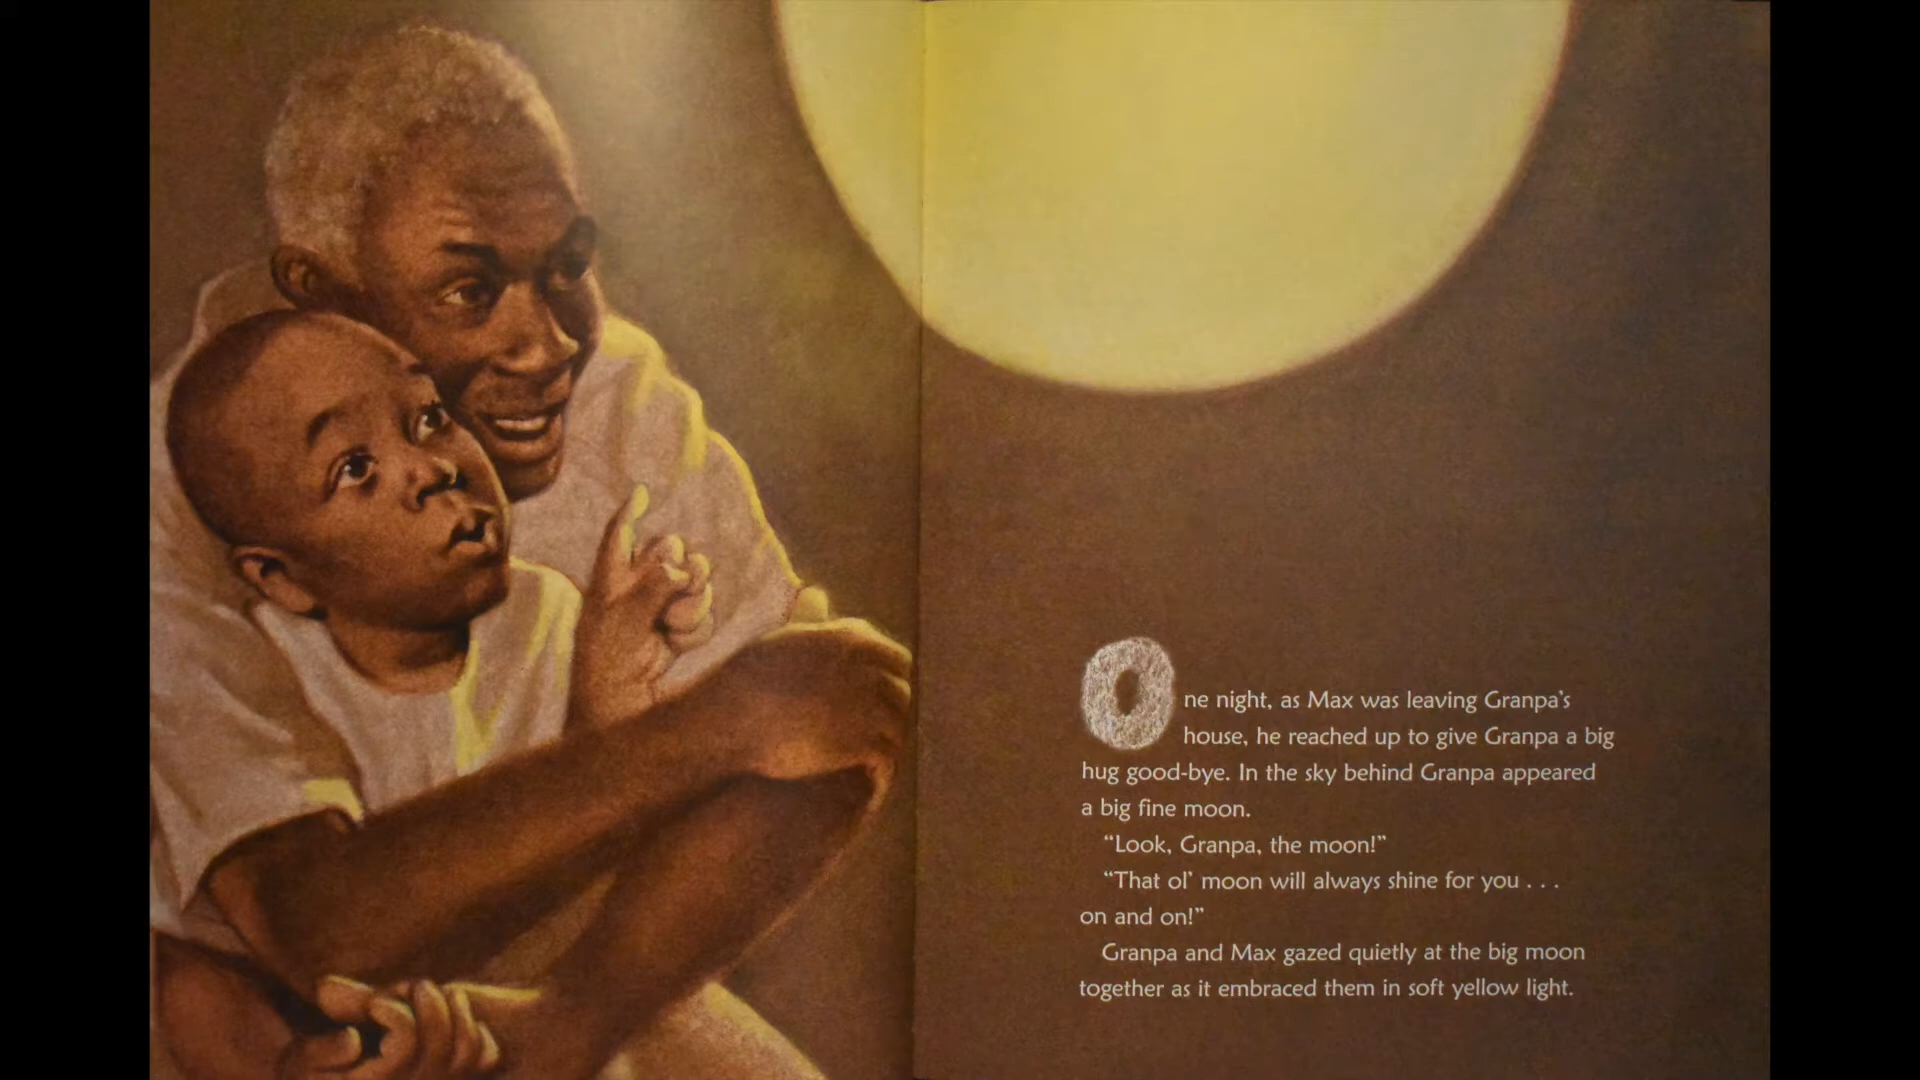 One night, as Max was leaving Granpa's
house, he reached up to give Granpa a big
hug good-bye. In the sky behind Granpa appeared
a big fine moon.
“Look, Granpa, the moon!”
“That ol’ moon will always shine for you . . .
on and on!”
Granpa and Max gazed quietly at the big moon
together as it embraced them in soft yellow light.